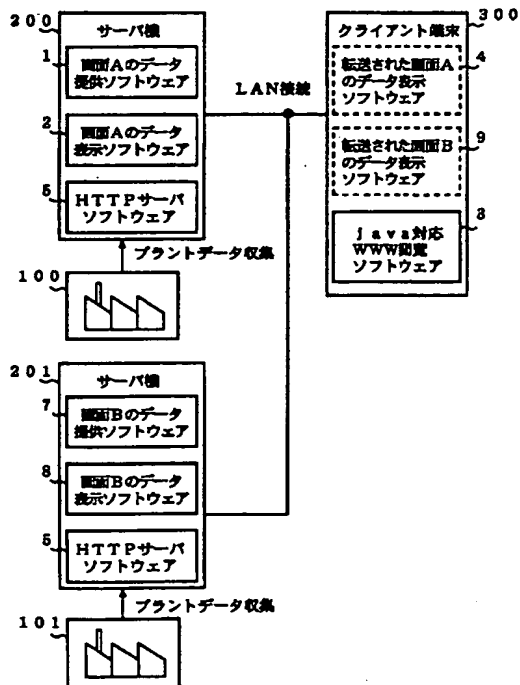 200
サーバ機
1
画面Aのデータ
提供ソフトウェア
2
画面Aのデータ
表示ソフトウェア
5
HTTPサーバ
ソフトウェア
プラントデータ収集
100
LAN接続
300
クライアント端末
4
転送された画面A
のデータ表示
ソフトウェア
9
転送された画面B
のデータ表示
ソフトウェア
3
java対応
WWW閲覧
ソフトウェア
201
サーバ機
7
画面Bのデータ
提供ソフトウェア
8
画面Bのデータ
表示ソフトウェア
5
HTTPサーバ
ソフトウェア
プラントデータ収集
101